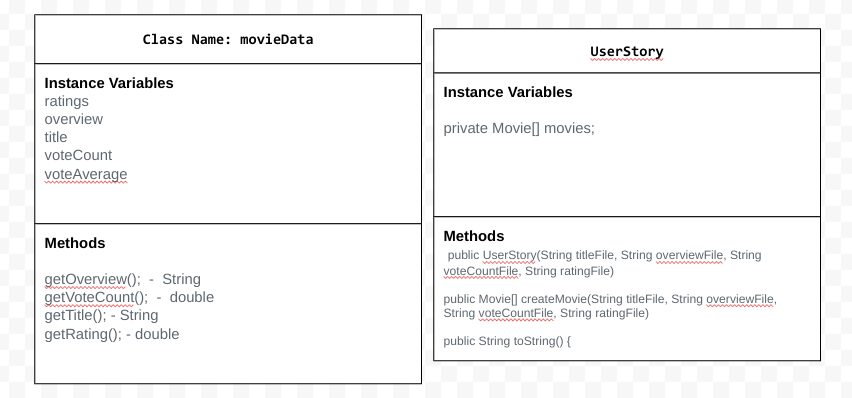 Class Name: movieData
Instance Variables
ratings
overview
title
voteCount
voteAverage
Methods
getOverview();  -  String
getVoteCount();  -  double
getTitle(); - String
getRating(); - double
UserStory
Instance Variables
private Movie[] movies;
Methods
public UserStory(String titleFile, String overviewFile, String
voteCountFile, String ratingFile)
public Movie[] createMovie(String titleFile, String overviewFile,
String voteCountFile, String ratingFile)
public String toString() {